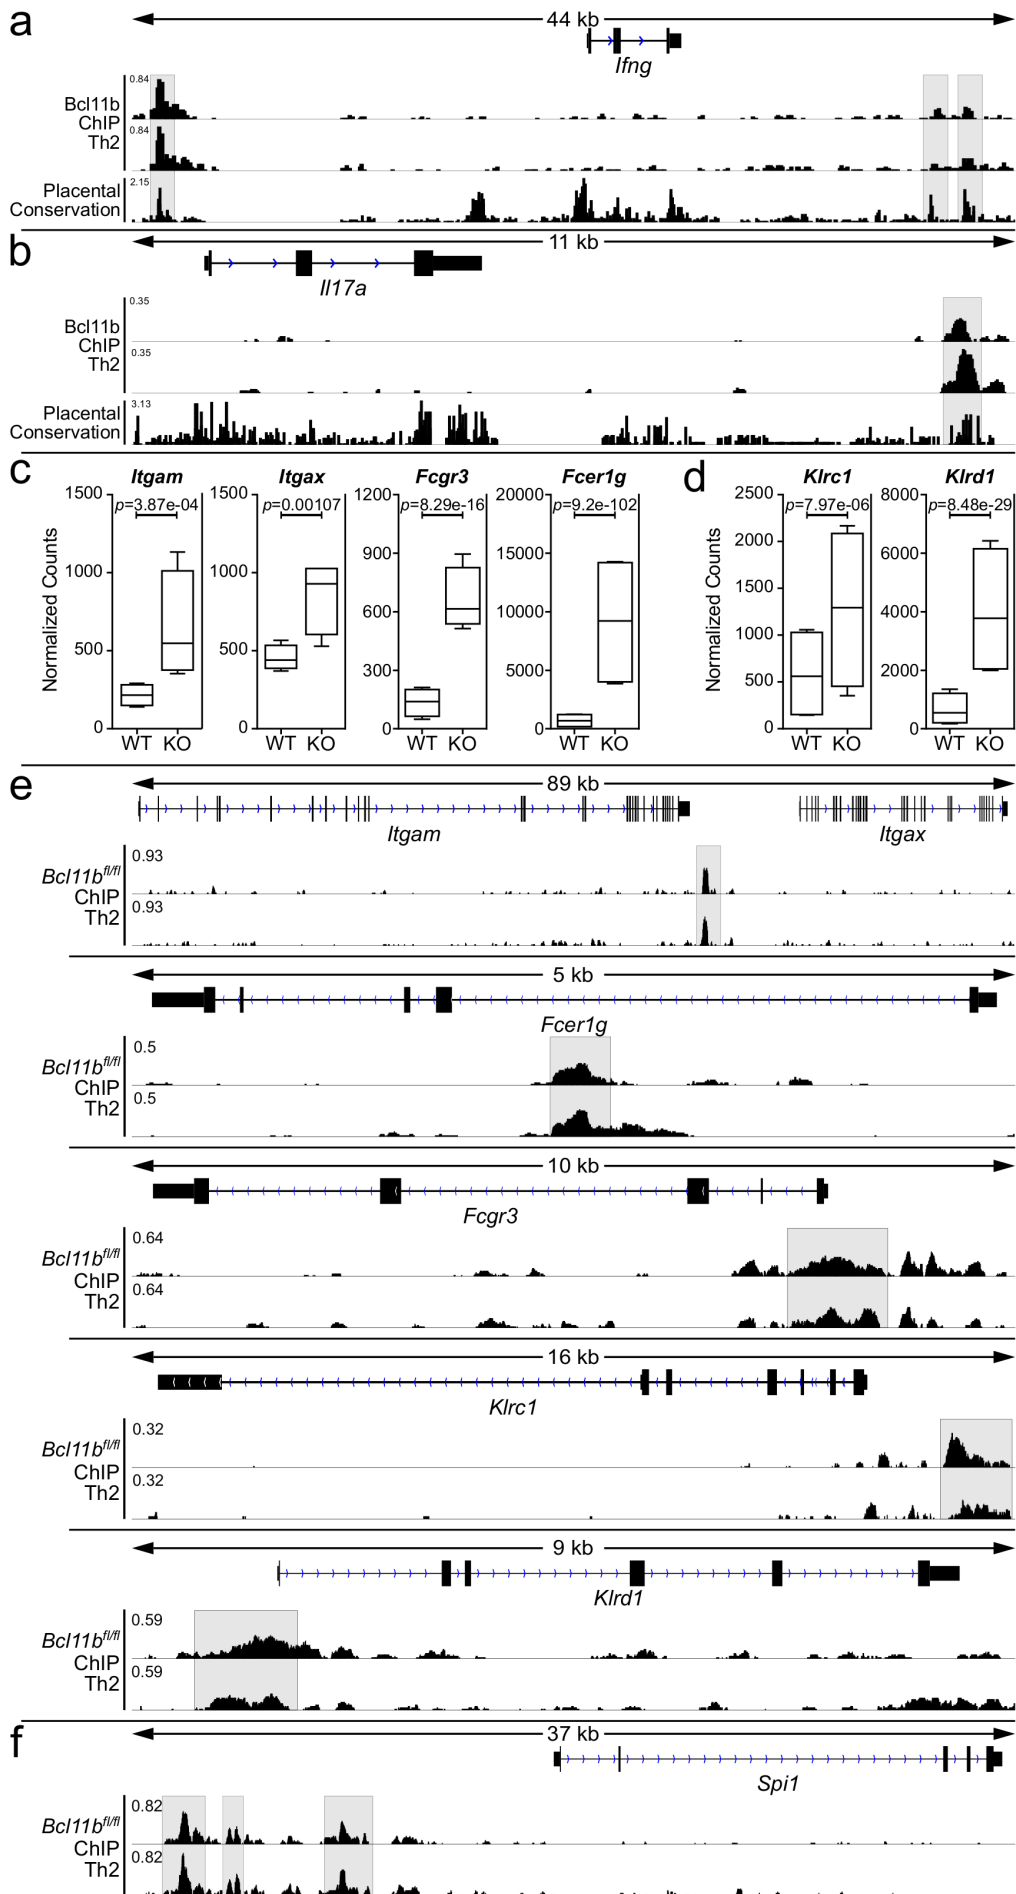 a
44 kb
Ifng
0.84
Bcl11b
ChIP
Th2
0.84
2.15
Placental
Conservation
b
11 kb
Il17a
0.35
Bcl11b
ChIP
Th2
0.35
3.13
Placental
Conservation
c
Itgam
Itgax
Fcgr3
Fcer1g
d
Klrc1
Klrd1
Normalized Counts
1500
1000
500
0
p=3.87e-04
WT KO
1500
1000
500
0
p=0.00107
WT KO
1200
900
600
300
0
p=8.29e-16
WT KO
20000
15000
10000
5000
0
p=9.2e-102
WT KO
Normalized Counts
2500
2000
1500
1000
500
0
p=7.97e-06
WT KO
8000
6000
4000
2000
0
p=8.48e-29
WT KO
e
89 kb
Itgam
Itgax
0.93
Bcl11bfl/fl
ChIP
Th2
0.93
5 kb
Fcer1g
0.5
Bcl11bfl/fl
ChIP
Th2
0.5
10 kb
Fcgr3
0.64
Bcl11bfl/fl
ChIP
Th2
0.64
16 kb
Klrc1
0.32
Bcl11bfl/fl
ChIP
Th2
0.32
9 kb
Klrd1
0.59
Bcl11bfl/fl
ChIP
Th2
0.59
f
37 kb
Spi1
0.82
Bcl11bfl/fl
ChIP
Th2
0.82